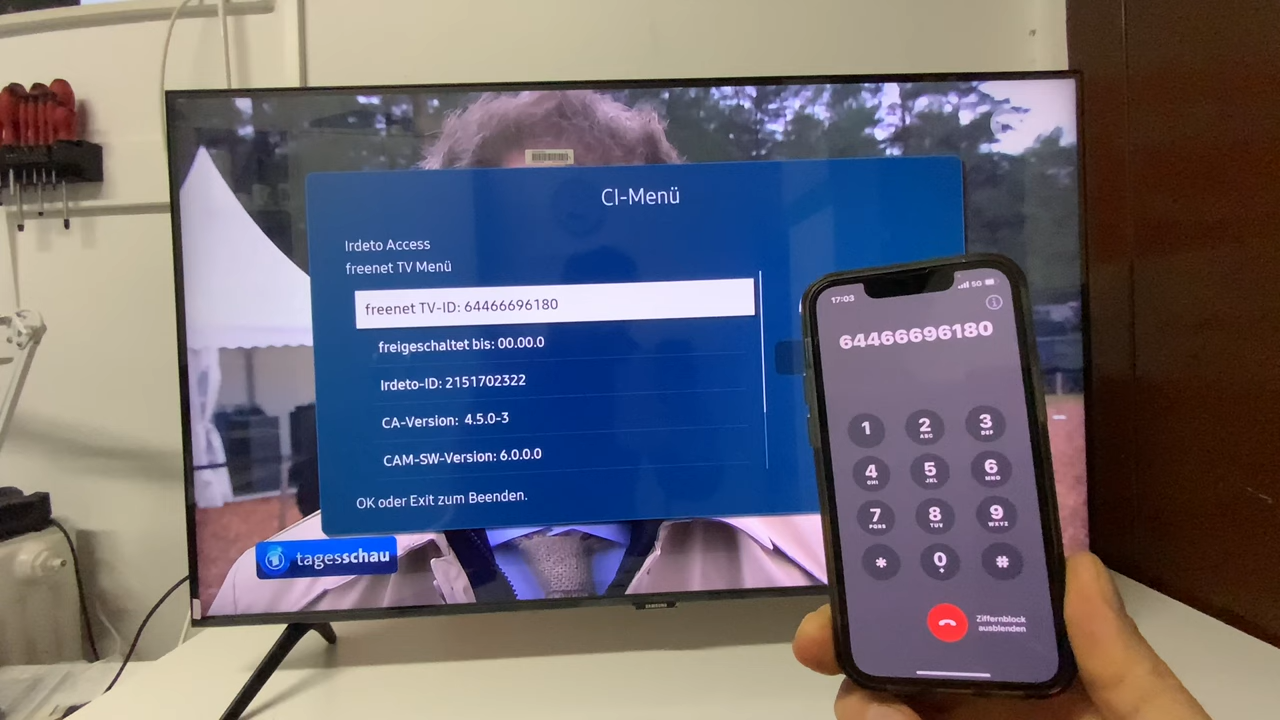 CI-Menü
Irdeto Access
freenet TV Menü
freenet TV-ID: 64466696180
freigeschaltet bis: 00.00.0
Irdeto-ID: 2151702322
CA-Version: 4.5.0-3
CAM-SW-Version: 6.0.0.0
OK oder Exit zum Beenden.
tagesschau
SAMSUNG
17:03
5G
64466696180
1
2
ABC
3
DEF
4
GHI
5
JKL
6
MNO
7
PQRS
8
TUV
9
WXYZ
*
0
+
#
Ziffernblock
ausblenden